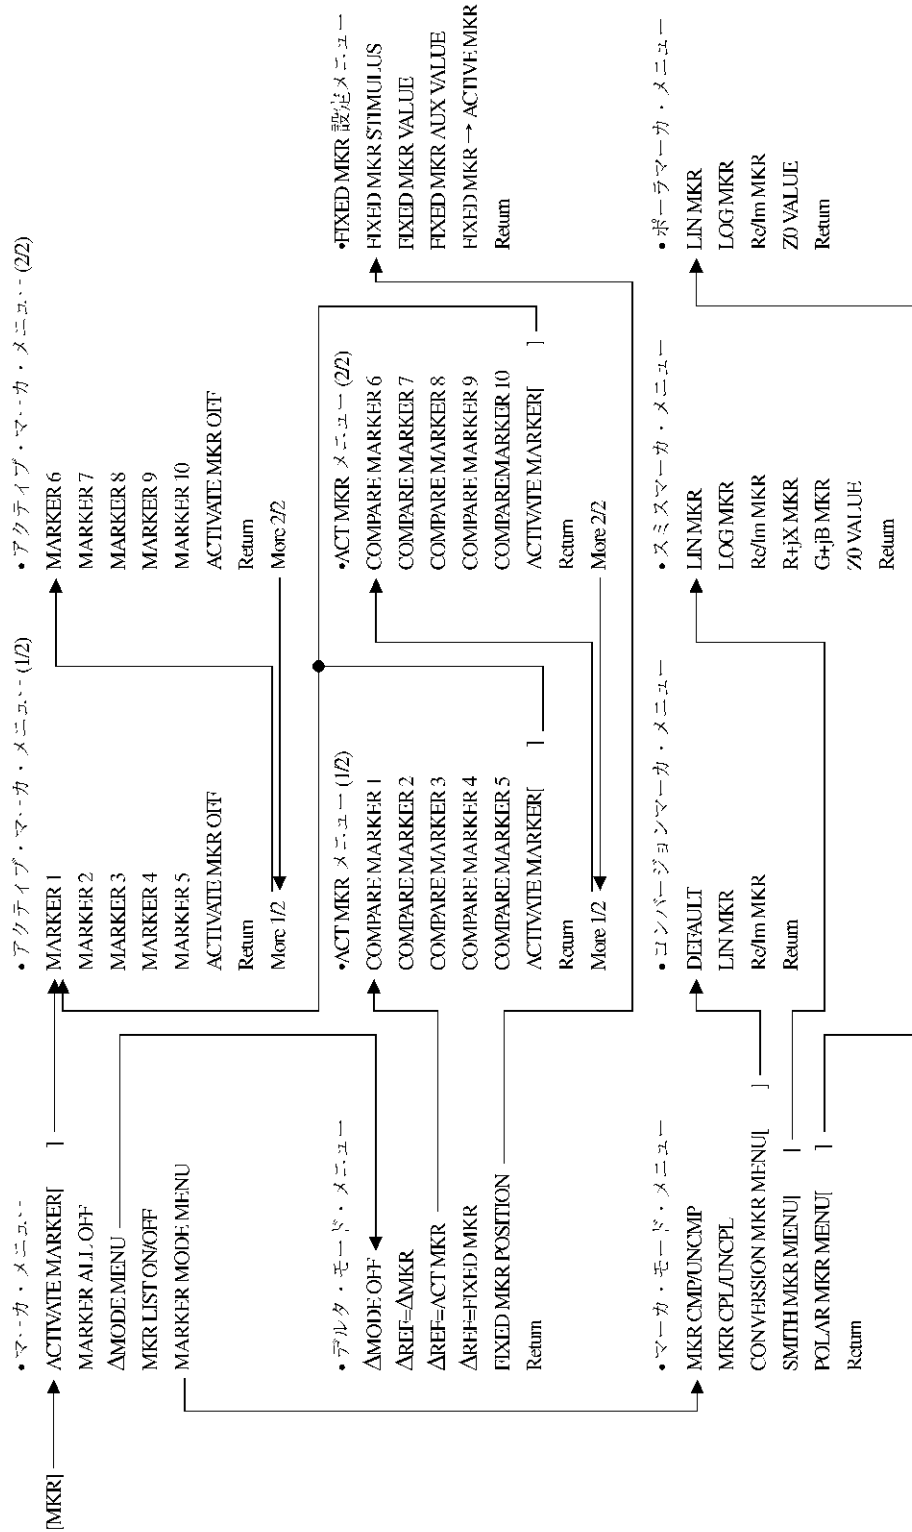 [MKR]
•マーカ・メニュー
ACTIVATE MARKER[ ]
MARKER ALL OFF
ΔMODE MENU
MKR LIST ON/OFF
MARKER MODE MENU
•アクティブ・マーカ・メニュー (1/2)
MARKER 1
MARKER 2
MARKER 3
MARKER 4
MARKER 5
ACTIVATE MKR OFF
Return
More 1/2
•アクティブ・マーカ・メニュー (2/2)
MARKER 6
MARKER 7
MARKER 8
MARKER 9
MARKER 10
ACTIVATE MKR OFF
Return
More 2/2
•デルタ・モード・メニュー
ΔMODE OFF
ΔREF=ΔMKR
ΔREF=ACT MKR
ΔREF=FIXED MKR
FIXED MKR POSITION
Return
•ACT MKR メニュー (1/2)
COMPARE MARKER 1
COMPARE MARKER 2
COMPARE MARKER 3
COMPARE MARKER 4
COMPARE MARKER 5
ACTIVATE MARKER[ ]
Return
More 1/2
•ACT MKR メニュー (2/2)
COMPARE MARKER 6
COMPARE MARKER 7
COMPARE MARKER 8
COMPARE MARKER 9
COMPAREMARKER 10
ACTIVATE MARKER[ ]
Return
More 2/2
•FIXED MKR 設定メニュー
FIXED MKR STIMULUS
FIXED MKR VALUE
FIXED MKR AUX VALUE
FIXED MKR → ACTIVE MKR
Return
•マーカ・モード・メニュー
MKR CMP/UNCMP
MKR CPL/UNCPL
CONVERSION MKR MENU[ ]
SMITH MKR MENU[ ]
POLAR MKR MENU[ ]
Return
•コンバージョンマーカ・メニュー
DEFAULT
LIN MKR
Re/Im MKR
Return
•スミスマーカ・メニュー
LIN MKR
LOG MKR
Re/Im MKR
R+jX MKR
G+jB MKR
Z0 VALUE
Return
•ポーラマーカ・メニュー
LIN MKR
LOG MKR
Re/Im MKR
Z0 VALUE
Return